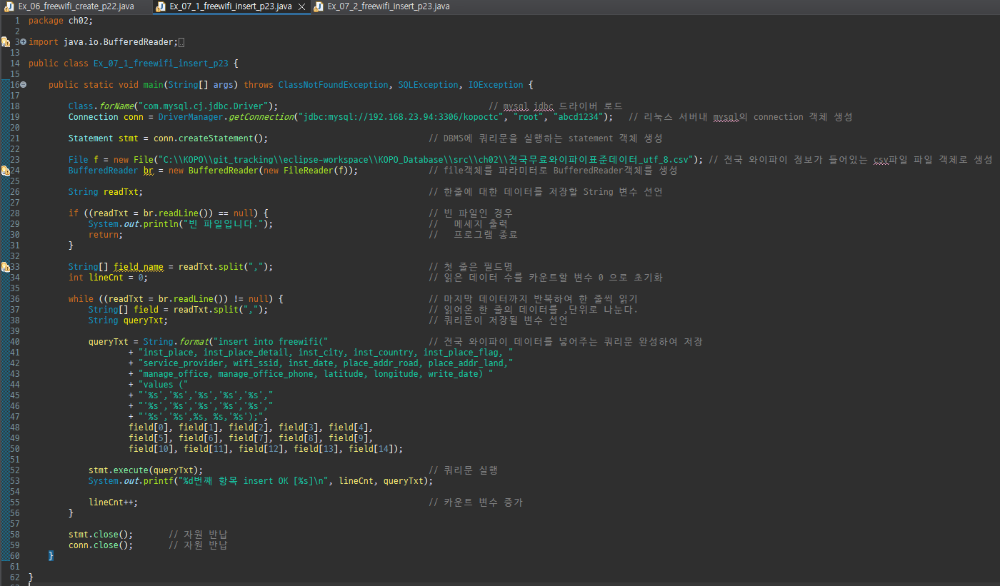 Ex_06_freewifi_create_p22.java Ex_07_1_freewifi_insert_p23.java Ex_07_2_freewifi_insert_p23.java
1 package ch02;
2
3 import java.io.BufferedReader;
13
14 public class Ex_07_1_freewifi_insert_p23 {
15
16 public static void main(String[] args) throws ClassNotFoundException, SQLException, IOException {
17
18 Class.forName("com.mysql.cj.jdbc.Driver"); // mysql jdbc 드라이버 로드
19 Connection conn = DriverManager.getConnection("jdbc:mysql://192.168.23.94:3306/kopoctc", "root", "abcd1234"); // 리눅스 서버내 mysql의 connection 객체 생성
20
21 Statement stmt = conn.createStatement(); // DBMS에 쿼리문을 실행하는 statement 객체 생성
22
23 File f = new File("C:\\KOPO\\git_tracking\\eclipse-workspace\\KOPO_Database\\src\\ch02\\전국무료와이파이표준데이터_utf_8.csv"); // 전국 와이파이 정보가 들어있는 csv파일 파일 객체로 생성
24 BufferedReader br = new BufferedReader(new FileReader(f)); // file객체를 파라미터로 BufferedReader객체를 생성
25
26 String readTxt; // 한줄에 대한 데이터를 저장할 String 변수 선언
27
28 if ((readTxt = br.readLine()) == null) { // 빈 파일인 경우
29 System.out.println("빈 파일입니다."); // 메세지 출력
30 return; // 프로그램 종료
31 }
32
33 String[] field_name = readTxt.split(","); // 첫 줄은 필드명
34 int lineCnt = 0; // 읽은 데이터 수를 카운트할 변수 0 으로 초기화
35
36 while ((readTxt = br.readLine()) != null) { // 마지막 데이터까지 반복하여 한 줄씩 읽기
37 String[] field = readTxt.split(","); // 읽어온 한 줄의 데이터를 ,단위로 나눈다.
38 String queryTxt; // 쿼리문이 저장될 변수 선언
39
40 queryTxt = String.format("insert into freewifi(" // 전국 와이파이 데이터를 넣어주는 쿼리문 완성하여 저장
41 + "inst_place, inst_place_detail, inst_city, inst_country, inst_place_flag, "
42 + "service_provider, wifi_ssid, inst_date, place_addr_road, place_addr_land,"
43 + "manage_office, manage_office_phone, latitude, longitude, write_date) "
44 + "values ("
45 + "'%s','%s','%s','%s','%s',"
46 + "'%s','%s','%s','%s','%s',"
47 + "'%s','%s',%s, %s,'%s');",
48 field[0], field[1], field[2], field[3], field[4],
49 field[5], field[6], field[7], field[8], field[9],
50 field[10], field[11], field[12], field[13], field[14]);
51
52 stmt.execute(queryTxt); // 쿼리문 실행
53 System.out.printf("%d번째 항목 insert OK [%s]\n", lineCnt, queryTxt);
54
55 lineCnt++; // 카운트 변수 증가
56 }
57
58 stmt.close(); // 자원 반납
59 conn.close(); // 자원 반납
60 }
61
62 }